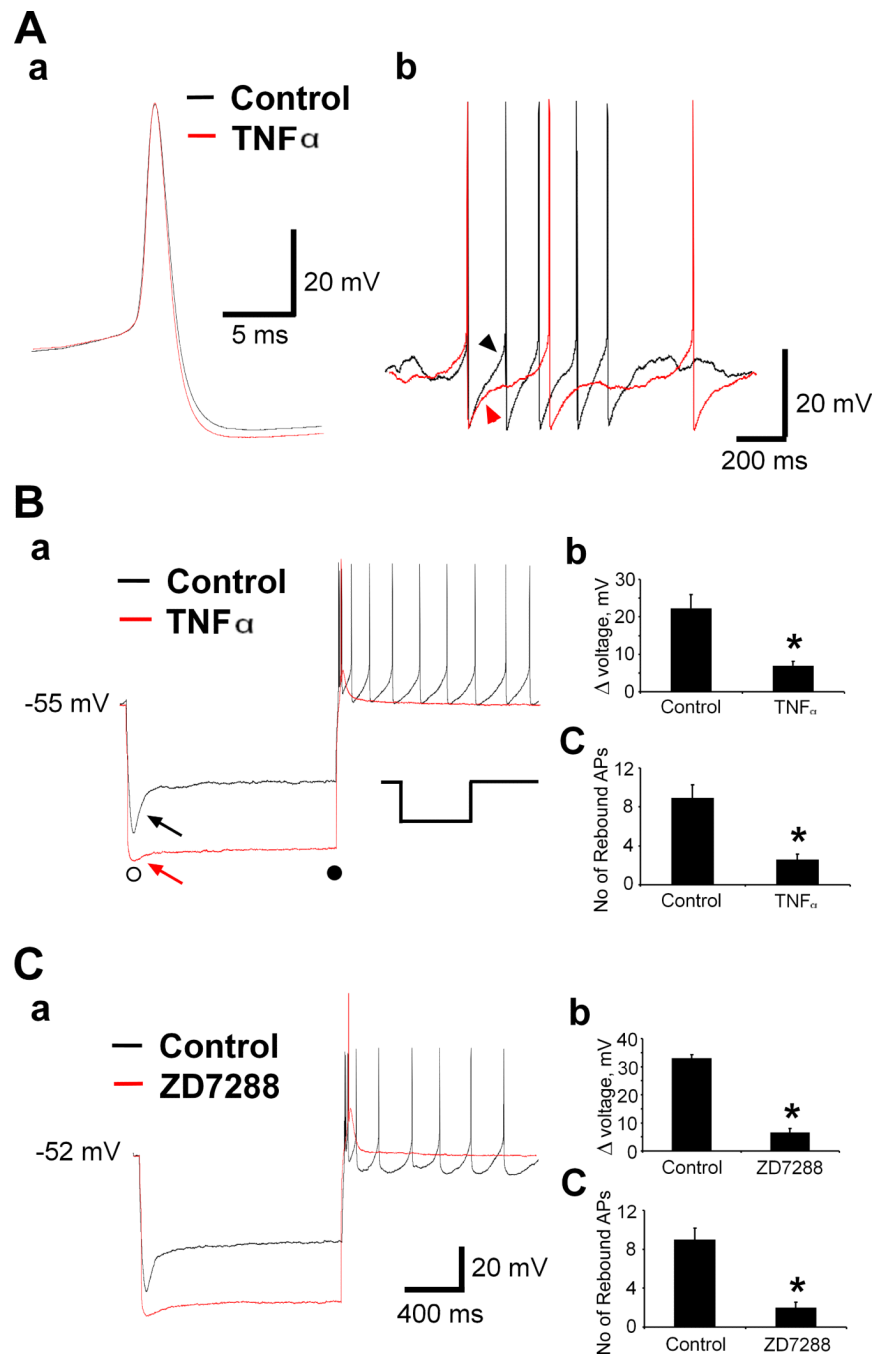 A
a
Control
TNFα
20 mV
5 ms
b
20 mV
200 ms
B
a
Control
TNFα
-55 mV
b
Δ voltage, mV
30
20
10
0
*
Control
TNFα
C
No of Rebound APs
12
8
4
0
*
Control
TNFα
C
a
Control
ZD7288
-52 mV
20 mV
400 ms
b
Δ voltage, mV
40
30
20
10
0
*
Control
ZD7288
C
No of Rebound APs
12
8
4
0
*
Control
ZD7288